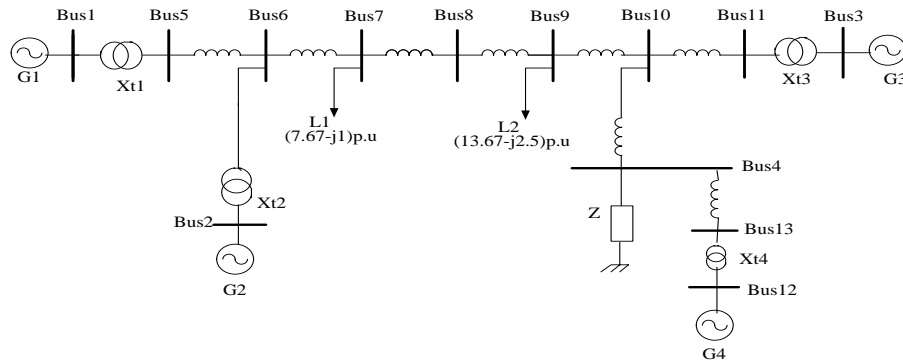 Bus1
Bus5
Bus6
Bus7
Bus8
Bus9
Bus10
Bus11
Bus3
G1
Xt1
Xt3
G3
L1
(7.67-j1)p.u
L2
(13.67-j2.5)p.u
Bus4
Xt2
Z
Bus2
Bus13
Xt4
G2
Bus12
G4